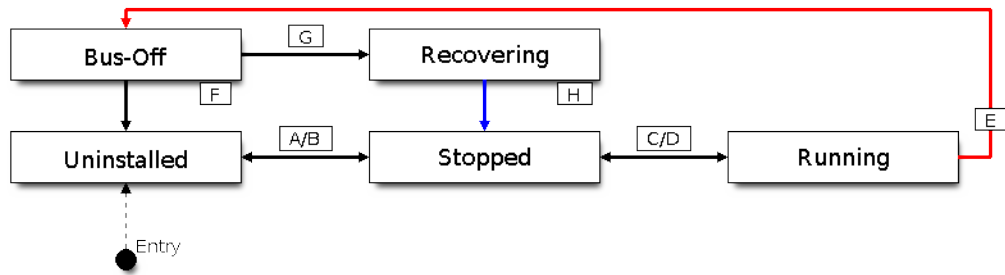 G
Bus-Off
Recovering
F
H
E
A/B
C/D
Uninstalled
Stopped
Running
Entry